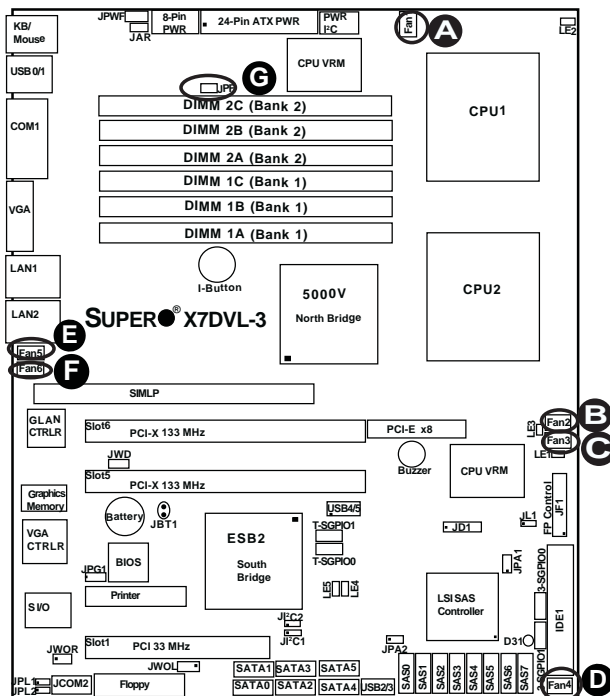 KB/
Mouse
JPWF
JAR
8-Pin
PWR
24-Pin ATX PWR
PWR
I²C
Fan1
A
LE2
USB0/1
CPU VRM
G
JPF
CPU1
COM1
DIMM 2C (Bank 2)
DIMM 2B (Bank 2)
DIMM 2A (Bank 2)
DIMM 1C (Bank 1)
DIMM 1B (Bank 1)
DIMM 1A (Bank 1)
VGA
LAN1
I-Button
5000V
North Bridge
CPU2
LAN2
SUPER ® X7DVL-3
E
Fan5
Fan6
F
SIMLP
GLAN
CTRLR
Slot6
PCI-X 133 MHz
PCI-E x8
LE3
Fan2
B
Fan3
C
LE1
JWD
Buzzer
CPU VRM
Slot5
PCI-X 133 MHz
Graphics
Memory
Battery
JBT1
USB4/5
T-SGPIO1
T-SGPIO0
ESB2
South
Bridge
JD1
JL1
FP Control
JF1
VGA
CTRLR
BIOS
JPG1
Printer
LE5
LE4
LSI SAS
Controller
JPA1
3-SGPIO0
IDE1
S I/O
JI²C2
JI²C1
D31
JWOR
Slot1
PCI 33 MHz
JPA2
JWOL
SATA1
SATA3
SATA5
JPL1
JPL2
JCOM2
Floppy
SATA0
SATA2
SATA4
USB2/3
SAS0
SAS1
SAS2
SAS3
SAS4
SAS5
SAS6
SAS7
Fan4
D